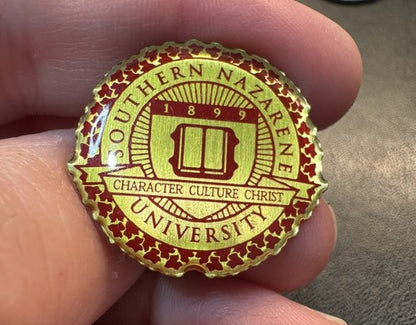 SOUTHERN NAZARENE
1899
CHARACTER CULTURE CHRIST
UNIVERSITY